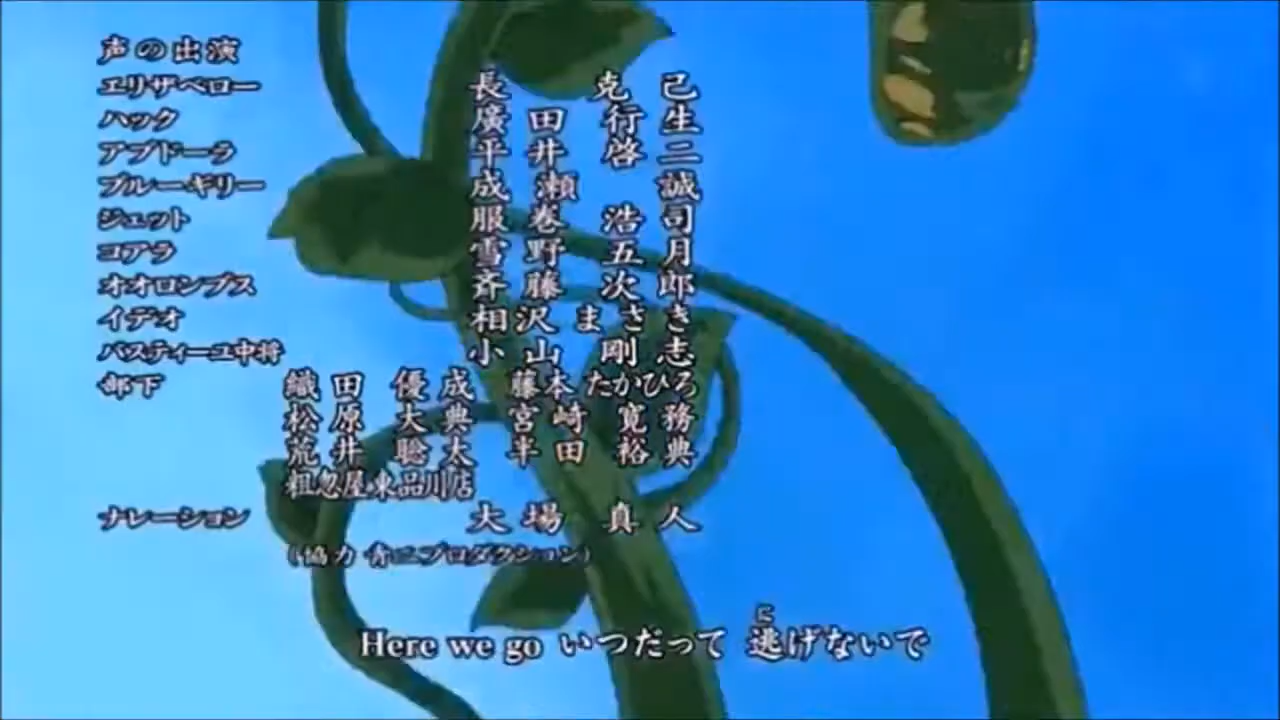 声の出演
エリザベロー 長 克己
ハック 廣田行生
アブドーラ 平井啓二
ブルーギリー 成瀬 誠
ジェット 服巻浩司
コアラ 雪野五月
オオロンブス 斉藤次郎
イデオ 相沢まさき
バスティーユ中将 小山剛志
部下 織田優成 藤本たかひろ
松原大典 宮崎寛務
荒井聡太 半田裕典
粗忽屋東品川店
ナレーション 大場真人
(協力 青二プロダクション)
Here we go いつだって 逃(に)げないで